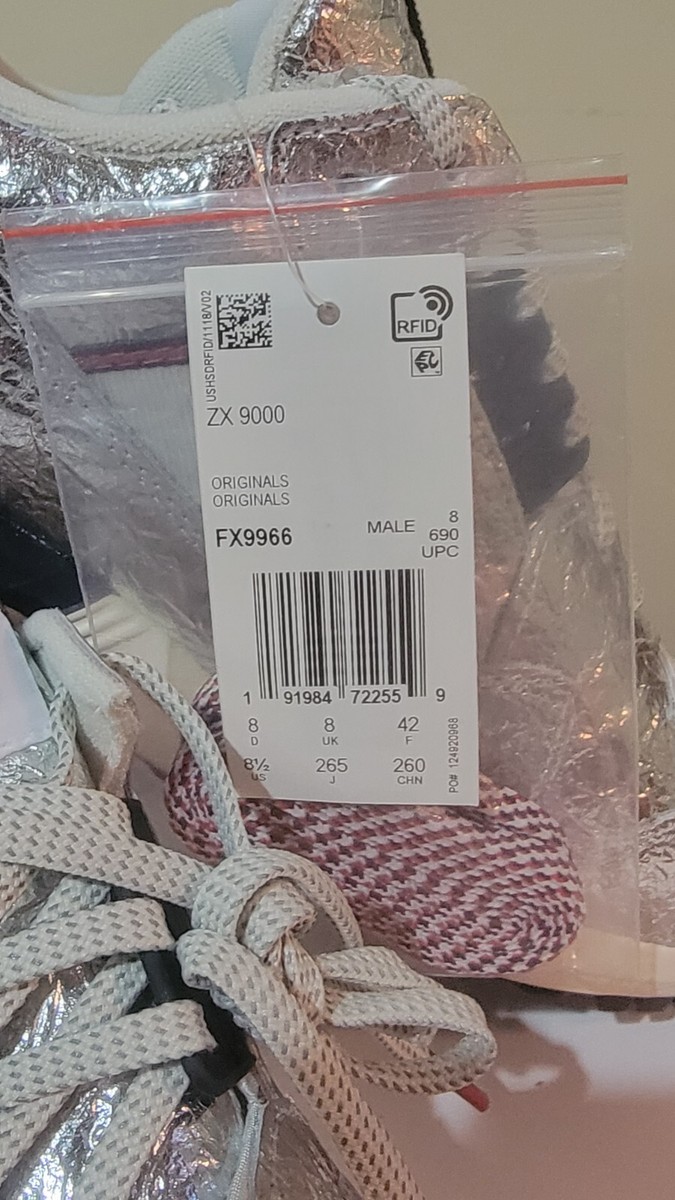 USHSDRFID/1118/V02
RFID
EPC
ZX 9000
ORIGINALS
ORIGINALS
FX9966 MALE 8
690
UPC
1 91984 72255 9
8 8 42
D UK F
8½ 265 260
US J CHN
PO# 124920968